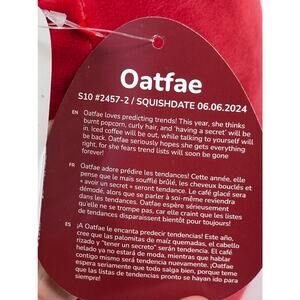 Oatfae
S10 #2457-2 / SQUISHDATE 06.06.2024
EN Oatfae loves predicting trends! This year, she thinks
burnt popcorn, curly hair, and 'having a secret' will be
in. Iced coffee will be out, while talking to yourself will
be back. Oatfae seriously hopes she gets everything
right, for she fears trend lists will soon be gone
forever!
FR Oatfae adore prédire les tendances! Cette année, elle
pense que le maïs soufflé brûlé, les cheveux bouclés et
« avoir un secret » seront tendance. Le café glacé sera
démodé, alors que se parler à soi-même reviendra
dans les tendances. Oatfae espère sérieusement
qu'elle ne se trompe pas, car elle craint que les listes
de tendances disparaissent bientôt pour toujours!
ES ¡A Oatfae le encanta predecir tendencias! Este año,
cree que las palomitas de maíz quemadas, el cabello
rizado y "tener un secreto" serán tendencia. El café
helado ya no estará de moda, mientras que hablar
contigo mismo será tendencia nuevamente. ¡Oatfae
espera seriamente que todo salga bien, porque teme
que las listas de tendencias pronto se hayan ido para
siempre!